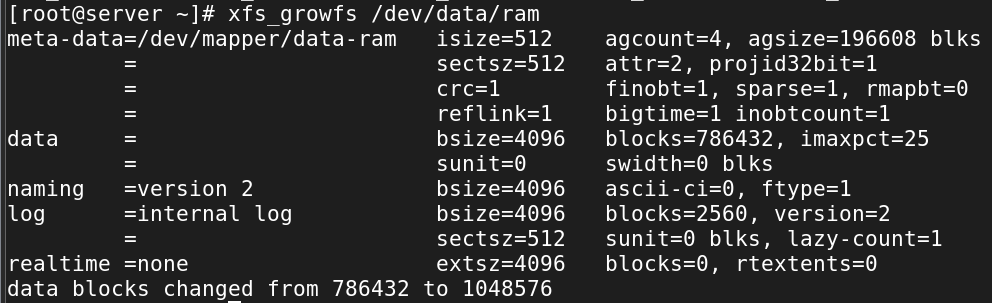 [root@server ~]# xfs_growfs /dev/data/ram
meta-data=/dev/mapper/data-ram   isize=512    agcount=4, agsize=196608 blks
         =                       sectsz=512   attr=2, projid32bit=1
         =                       crc=1        finobt=1, sparse=1, rmapbt=0
         =                       reflink=1    bigtime=1 inobtcount=1
data     =                       bsize=4096   blocks=786432, imaxpct=25
         =                       sunit=0      swidth=0 blks
naming   =version 2              bsize=4096   ascii-ci=0, ftype=1
log      =internal log           bsize=4096   blocks=2560, version=2
         =                       sectsz=512   sunit=0 blks, lazy-count=1
realtime =none                   extsz=4096   blocks=0, rtextents=0
data blocks changed from 786432 to 1048576